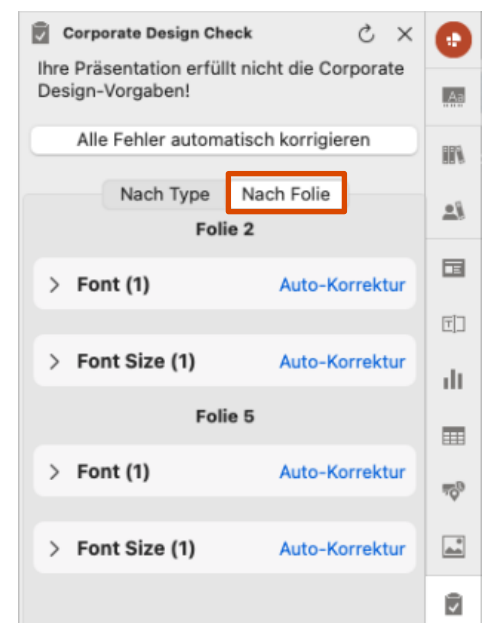 Corporate Design Check
Ihre Präsentation erfüllt nicht die Corporate
Design-Vorgaben!
Alle Fehler automatisch korrigieren
Nach Type Nach Folie
Folie 2
Font (1) Auto-Korrektur
Font Size (1) Auto-Korrektur
Folie 5
Font (1) Auto-Korrektur
Font Size (1) Auto-Korrektur
Aa
T